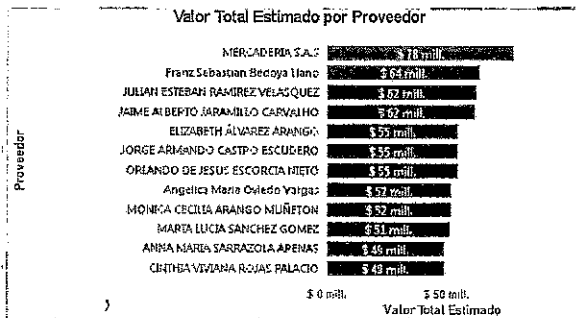 Valor Total Estimado por Proveedor
Proveedor
MERCADERIA S.A.S $ 78 mill.
Franz Sebastian Bedoya Llano $ 64 mill.
JULIAN ESTEBAN RAMIREZ VELASQUEZ $ 62 mill.
JAIME ALBERTO JARAMILLO CARVALHO $ 62 mill.
ELIZABETH ÁLVAREZ ARANGO $ 55 mill.
JORGE ARMANDO CASTRO ESCUDERO $ 55 mill.
ORLANDO DE JESUS ESCORCIA NIETO $ 55 mill.
Angelica Maria Oviedo Vargas $ 52 mill.
MONICA CECILIA ARANGO MUÑETON $ 52 mill.
MARTA LUCIA SANCHEZ GOMEZ $ 51 mill.
ANNA MARIA SARRAZOLA ARENAS $ 49 mill.
CINTHIA VIVIANA ROJAS PALACIO $ 49 mill.
$ 0 mill. $ 50 mill.
Valor Total Estimado